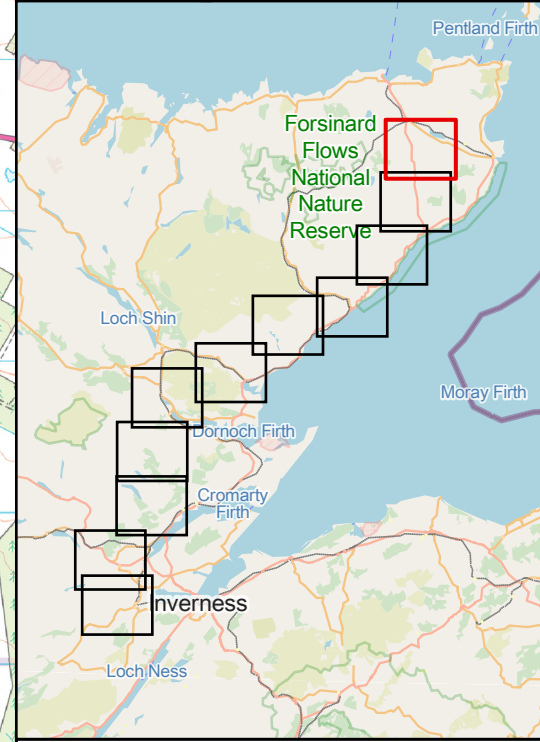 Pentland Firth
Forsinard
Flows
National
Nature
Reserve
Loch Shin
Moray Firth
Dornoch Firth
Cromarty
Firth
Inverness
Loch Ness